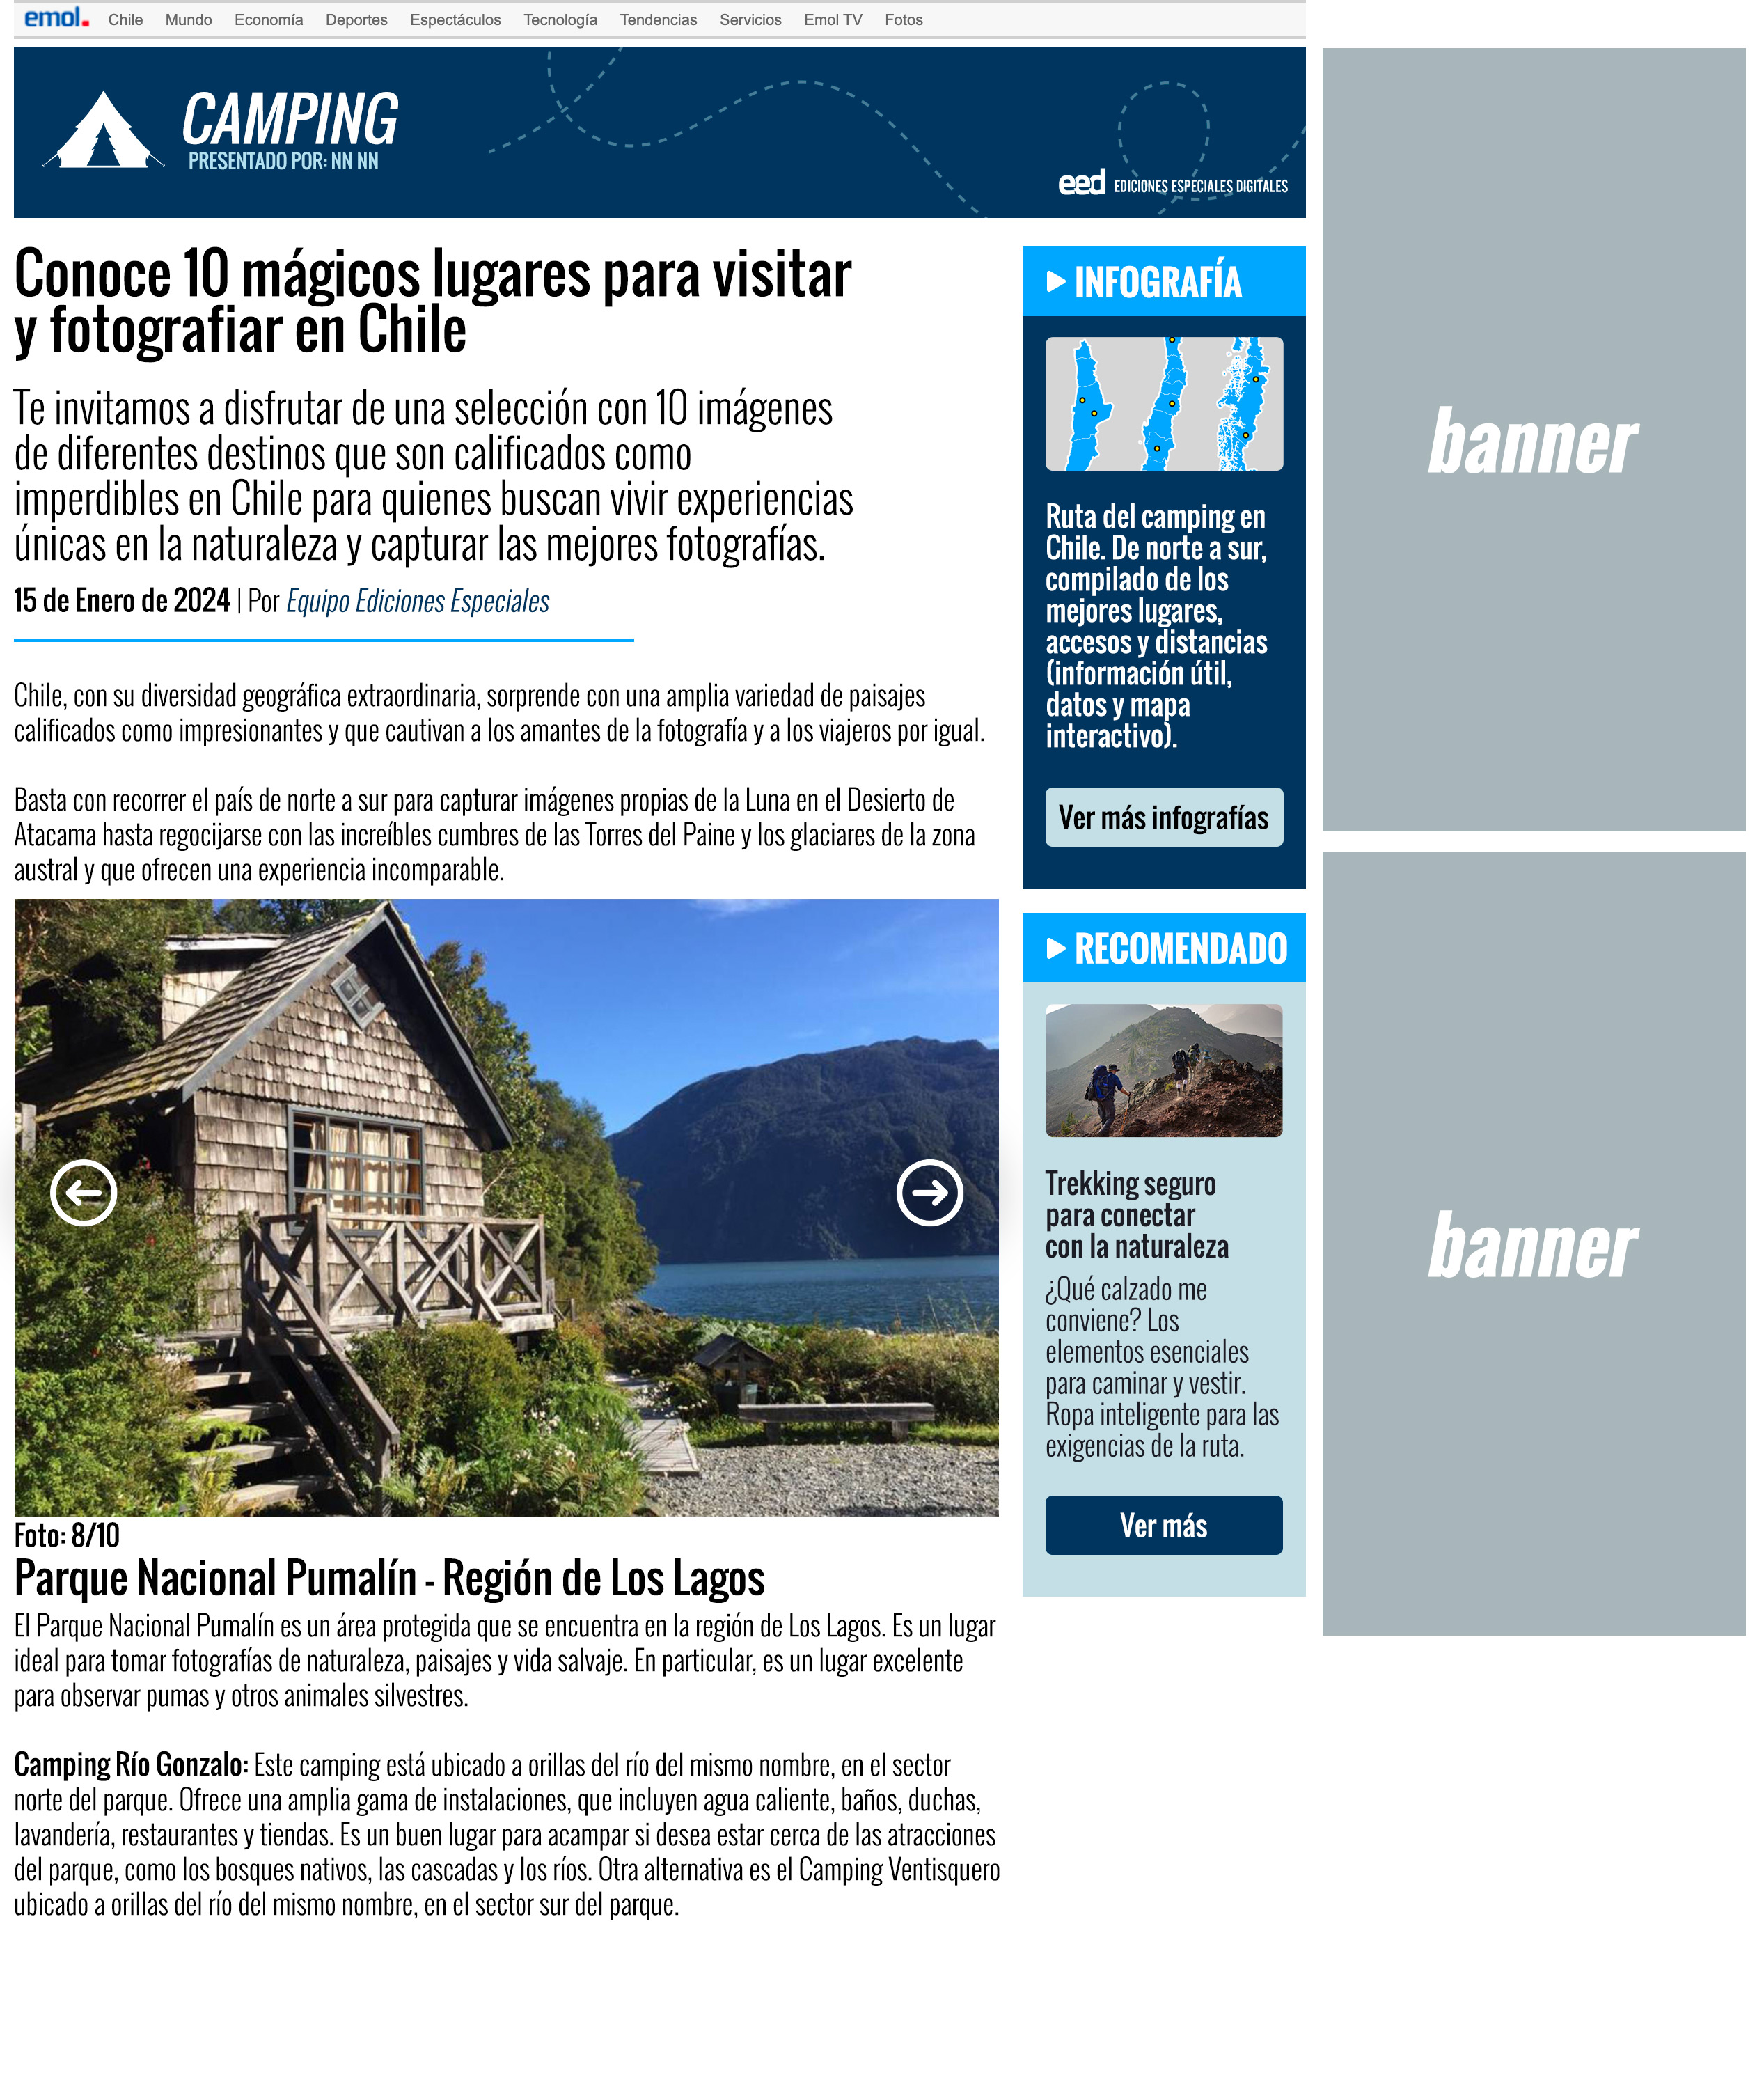 emol. Chile Mundo Economía Deportes Espectáculos Tecnología Tendencias Servicios Emol TV Fotos
CAMPING
PRESENTADO POR: NN NN
eed EDICIONES ESPECIALES DIGITALES
Conoce 10 mágicos lugares para visitar
y fotografiar en Chile
Te invitamos a disfrutar de una selección con 10 imágenes
de diferentes destinos que son calificados como
imperdibles en Chile para quienes buscan vivir experiencias
únicas en la naturaleza y capturar las mejores fotografías.
15 de Enero de 2024 | Por Equipo Ediciones Especiales
Chile, con su diversidad geográfica extraordinaria, sorprende con una amplia variedad de paisajes
calificados como impresionantes y que cautivan a los amantes de la fotografía y a los viajeros por igual.
Basta con recorrer el país de norte a sur para capturar imágenes propias de la Luna en el Desierto de
Atacama hasta regocijarse con las increíbles cumbres de las Torres del Paine y los glaciares de la zona
austral y que ofrecen una experiencia incomparable.
Foto: 8/10
Parque Nacional Pumalín - Región de Los Lagos
El Parque Nacional Pumalín es un área protegida que se encuentra en la región de Los Lagos. Es un lugar
ideal para tomar fotografías de naturaleza, paisajes y vida salvaje. En particular, es un lugar excelente
para observar pumas y otros animales silvestres.
Camping Río Gonzalo: Este camping está ubicado a orillas del río del mismo nombre, en el sector
norte del parque. Ofrece una amplia gama de instalaciones, que incluyen agua caliente, baños, duchas,
lavandería, restaurantes y tiendas. Es un buen lugar para acampar si desea estar cerca de las atracciones
del parque, como los bosques nativos, las cascadas y los ríos. Otra alternativa es el Camping Ventisquero
ubicado a orillas del río del mismo nombre, en el sector sur del parque.
INFOGRAFÍA
Ruta del camping en
Chile. De norte a sur,
compilado de los
mejores lugares,
accesos y distancias
(información útil,
datos y mapa
interactivo).
Ver más infografías
RECOMENDADO
Trekking seguro
para conectar
con la naturaleza
¿Qué calzado me
conviene? Los
elementos esenciales
para caminar y vestir.
Ropa inteligente para las
exigencias de la ruta.
Ver más
banner
banner